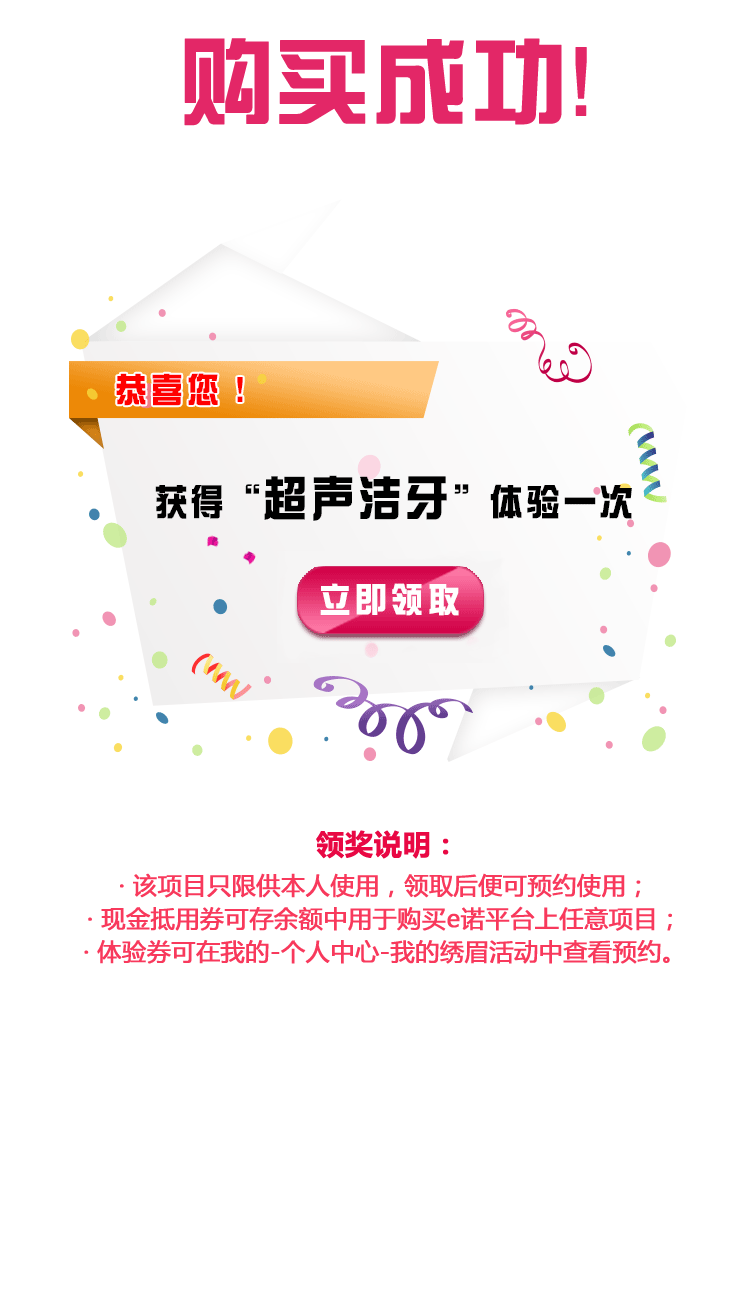 购买成功!
恭喜您！
获得“超声洁牙”体验一次
立即领取
领奖说明：
·该项目只限供本人使用，领取后便可预约使用；
·现金抵用券可存余额中用于购买e诺平台上任意项目；
·体验券可在我的-个人中心-我的绣眉活动中查看预约。